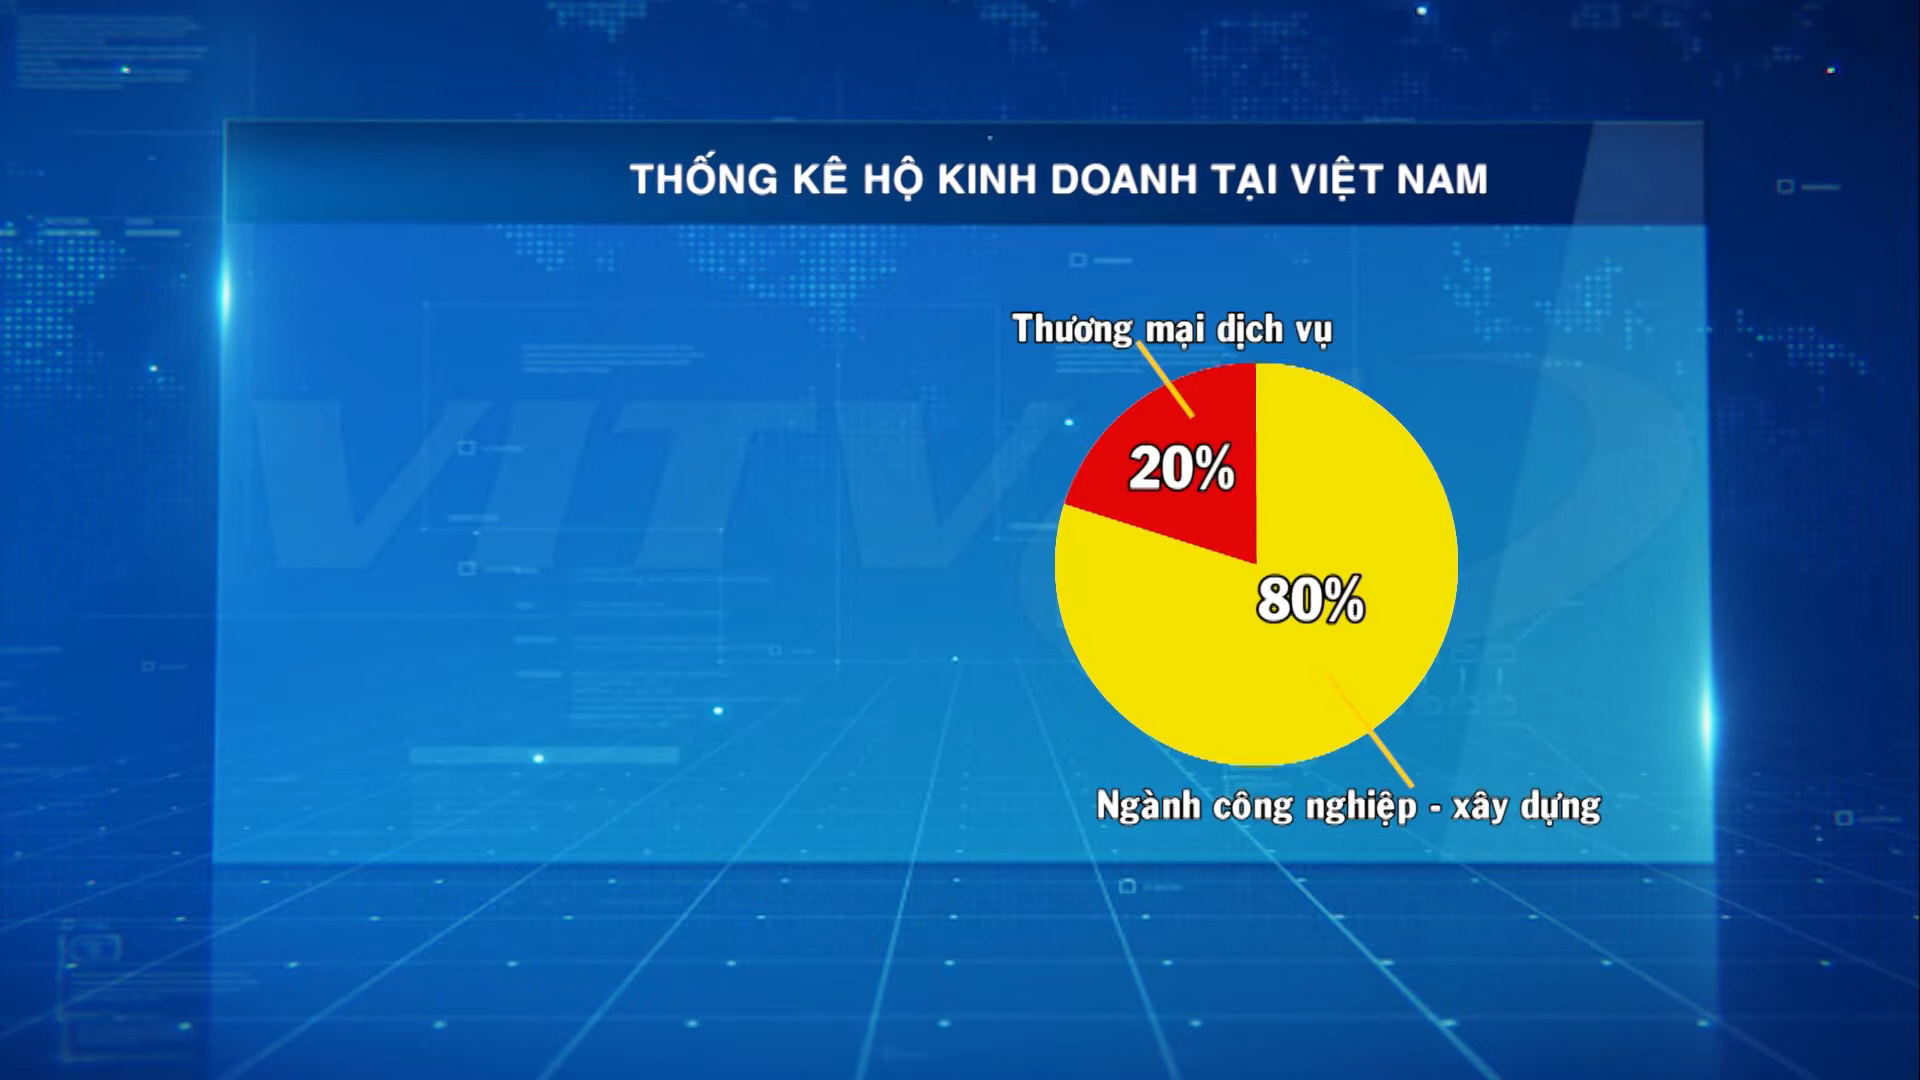 THỐNG KÊ HỘ KINH DOANH TẠI VIỆT NAM
Thương mại dịch vụ
20%
80%
Ngành công nghiệp - xây dựng
VITV